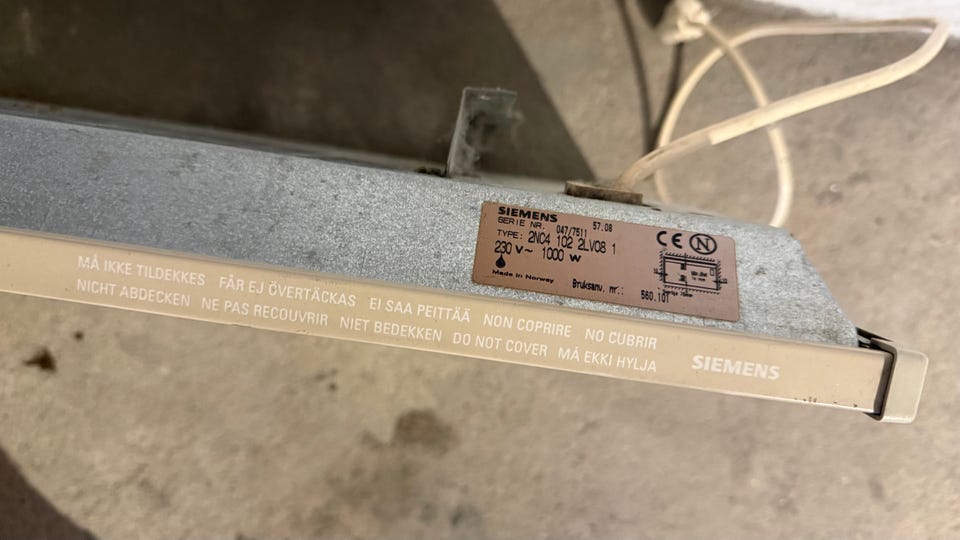 SIEMENS 57.08
SERIE NR. 047/7511
TYPE: 2NC4 102 2LV08 1
230 V~ 1000 W
Made in Norway Bruksanv. nr.: 560.101
CE N
MÅ IKKE TILDEKKES FÅR EJ ÖVERTÄCKAS EI SAA PEITTÄÄ NON COPRIRE NO CUBRIR
NICHT ABDECKEN NE PAS RECOUVRIR NIET BEDEKKEN DO NOT COVER MÁ EKKI HYLJA
SIEMENS